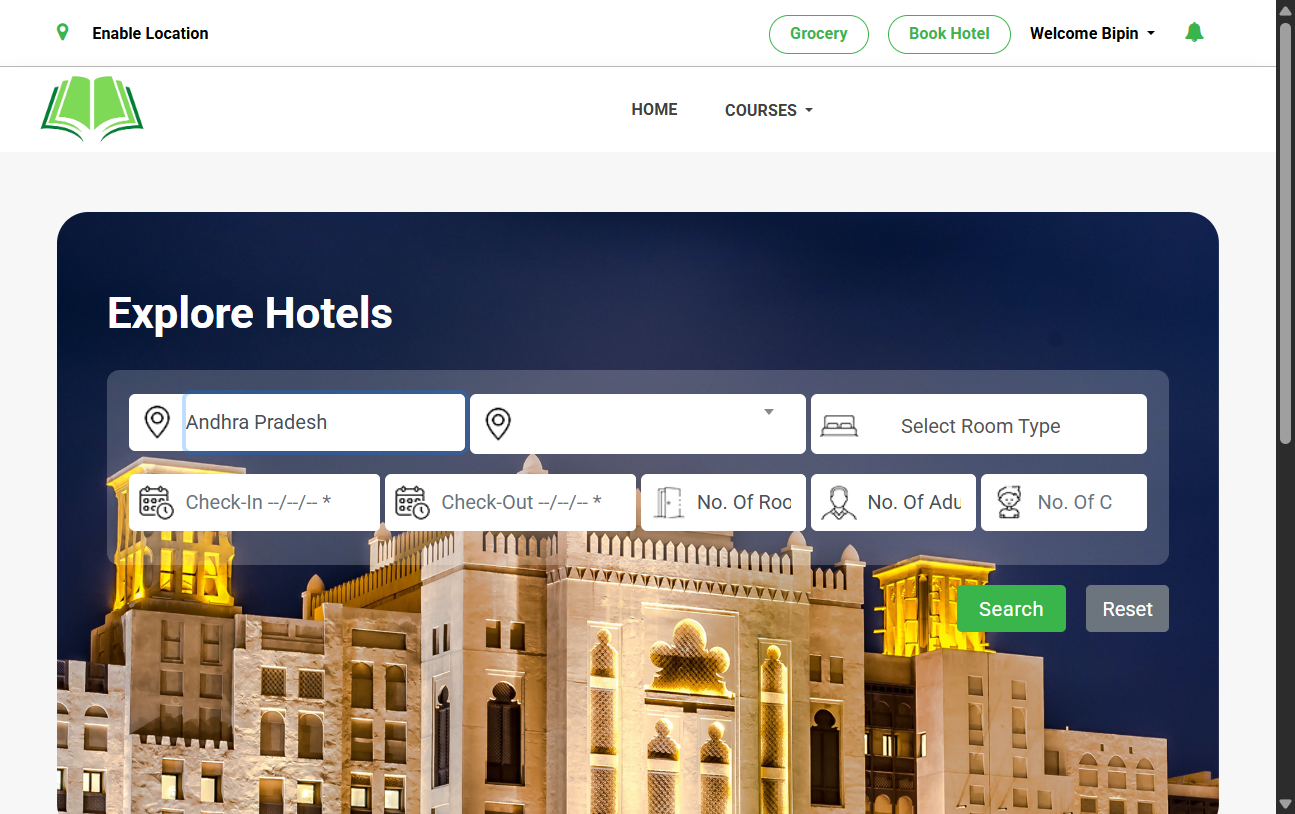 Enable Location
Grocery
Book Hotel
Welcome Bipin
HOME
COURSES
Explore Hotels
Andhra Pradesh
Select Room Type
Check-In --/--/-- *
Check-Out --/--/-- *
No. Of Roo
No. Of Adu
No. Of C
Search
Reset